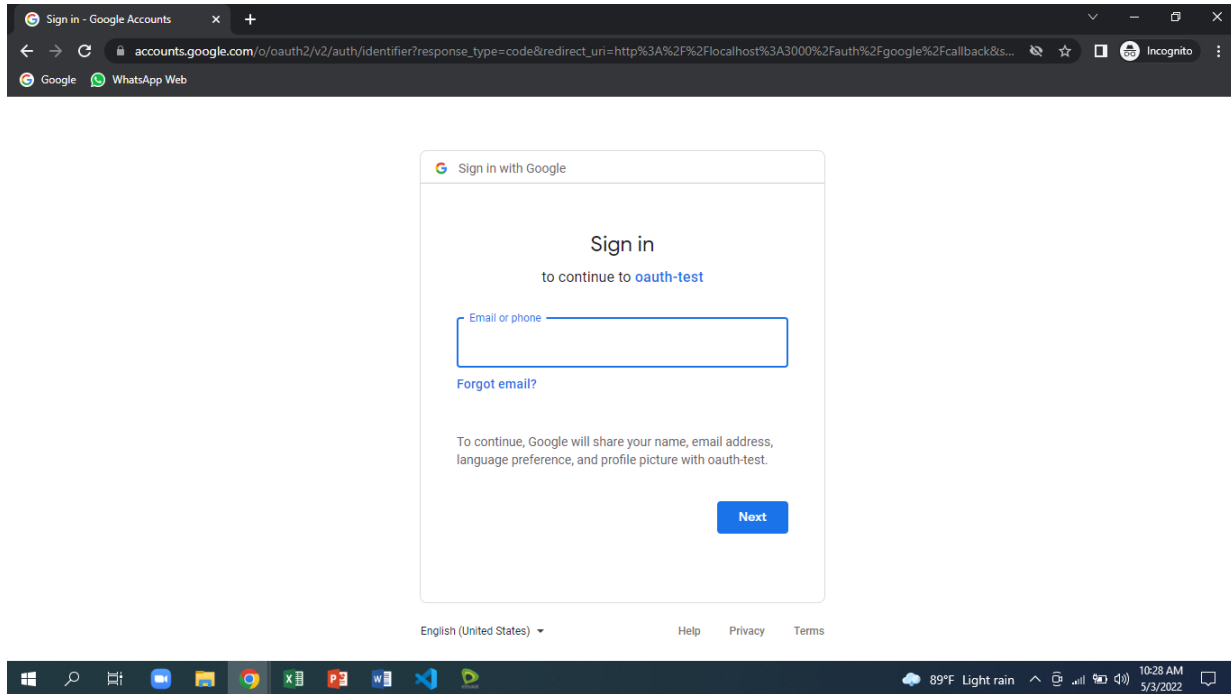 Sign in - Google Accounts
accounts.google.com/o/oauth2/v2/auth/identifier?response_type=code&redirect_uri=http%3A%2F%2Flocalhost%3A3000%2Fauth%2Fgoogle%2Fcallback&s... Incognito
Google WhatsApp Web
Sign in with Google
Sign in
to continue to oauth-test
Email or phone
Forgot email?
To continue, Google will share your name, email address,
language preference, and profile picture with oauth-test.
Next
English (United States) Help Privacy Terms
89°F Light rain
10:28 AM
5/3/2022